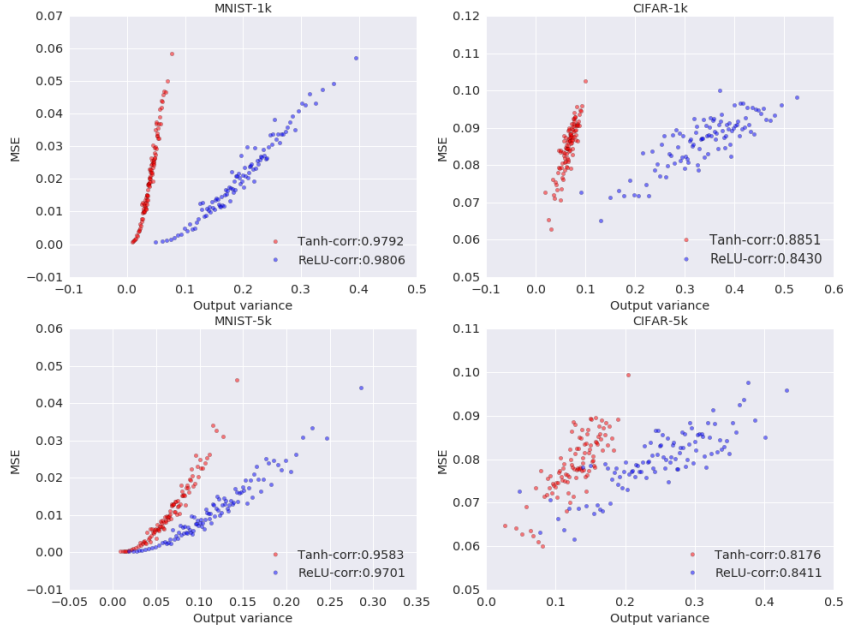 MNIST-1k
0.07
0.06
0.05
0.04
0.03
0.02
0.01
0.00
−0.01
MSE
Tanh-corr:0.9792
ReLU-corr:0.9806
−0.1 0.0 0.1 0.2 0.3 0.4 0.5
Output variance
CIFAR-1k
0.12
0.11
0.10
0.09
0.08
0.07
0.06
0.05
MSE
Tanh-corr:0.8851
ReLU-corr:0.8430
−0.1 0.0 0.1 0.2 0.3 0.4 0.5 0.6
Output variance
MNIST-5k
0.06
0.05
0.04
0.03
0.02
0.01
0.00
−0.01
MSE
Tanh-corr:0.9583
ReLU-corr:0.9701
−0.05 0.00 0.05 0.10 0.15 0.20 0.25 0.30 0.35
Output variance
CIFAR-5k
0.11
0.10
0.09
0.08
0.07
0.06
0.05
MSE
Tanh-corr:0.8176
ReLU-corr:0.8411
0.0 0.1 0.2 0.3 0.4 0.5
Output variance